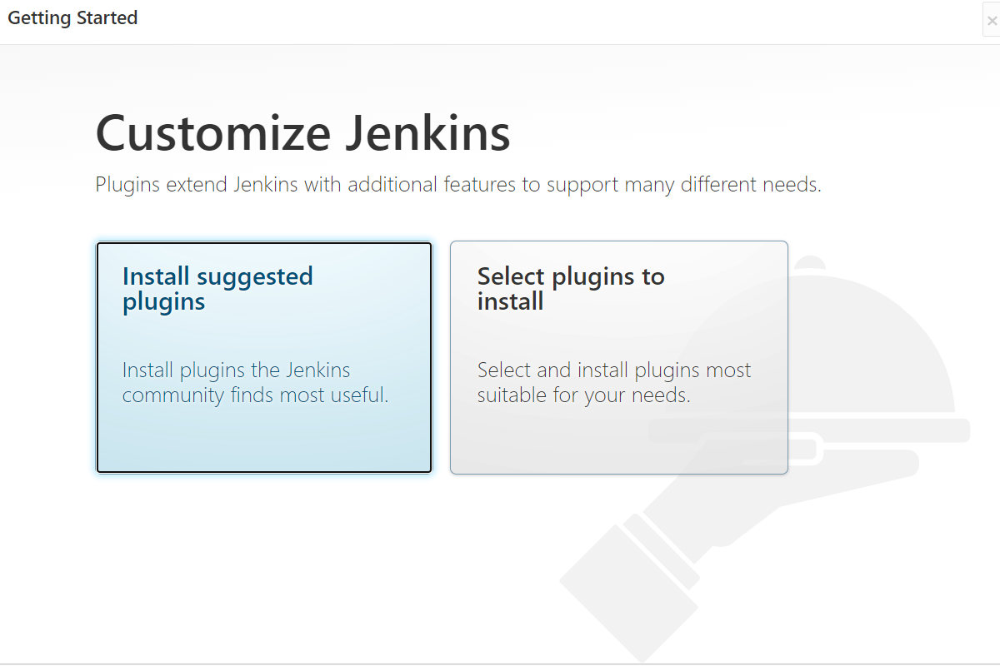 Getting Started
×
Customize Jenkins
Plugins extend Jenkins with additional features to support many different needs.
Install suggested
plugins
Install plugins the Jenkins
community finds most useful.
Select plugins to
install
Select and install plugins most
suitable for your needs.